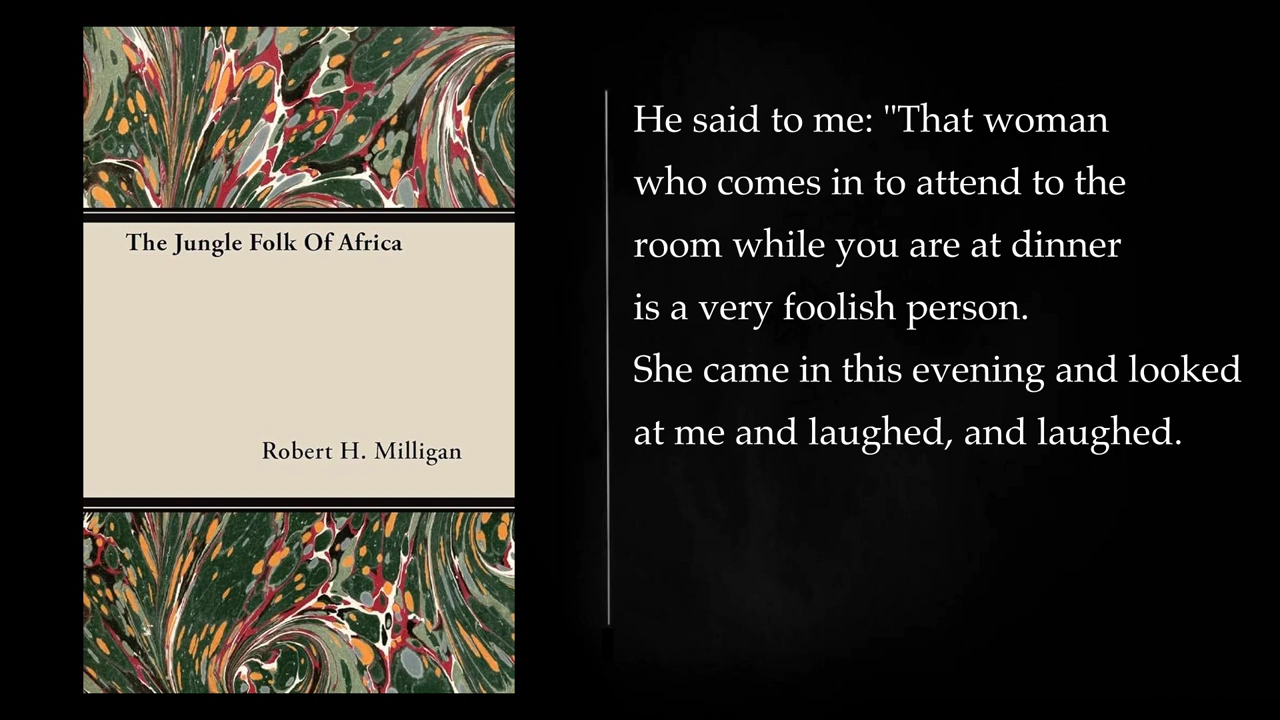 The Jungle Folk Of Africa
Robert H. Milligan
He said to me: "That woman
who comes in to attend to the
room while you are at dinner
is a very foolish person.
She came in this evening and looked
at me and laughed, and laughed.